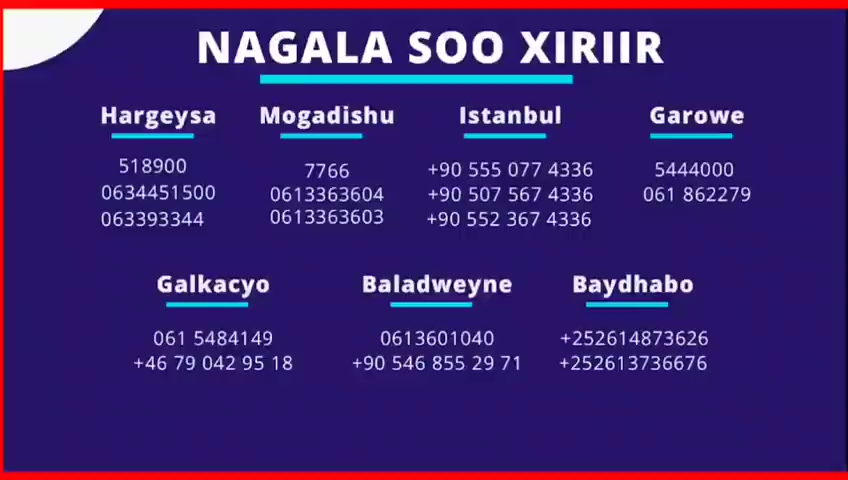 NAGALA SOO XIRIIR
Hargeysa
518900
0634451500
063393344
Mogadishu
7766
0613363604
0613363603
Istanbul
+90 555 077 4336
+90 507 567 4336
+90 552 367 4336
Garowe
5444000
061 862279
Galkacyo
061 5484149
+46 79 042 95 18
Baladweyne
0613601040
+90 546 855 29 71
Baydhabo
+252614873626
+252613736676